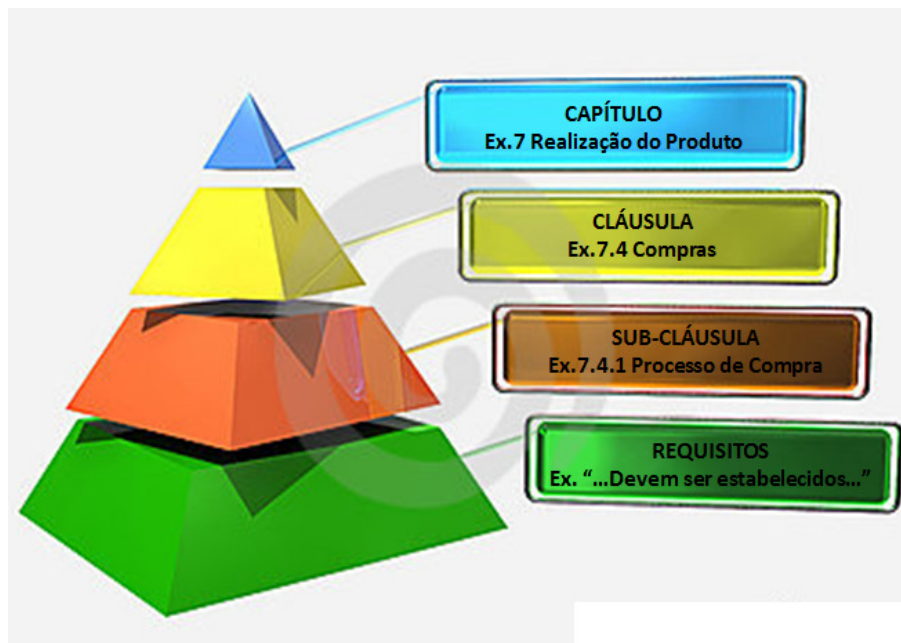 CAPÍTULO
Ex.7 Realização do Produto
CLÁUSULA
Ex.7.4 Compras
SUB-CLÁUSULA
Ex.7.4.1 Processo de Compra
REQUISITOS
Ex. “...Devem ser estabelecidos...”